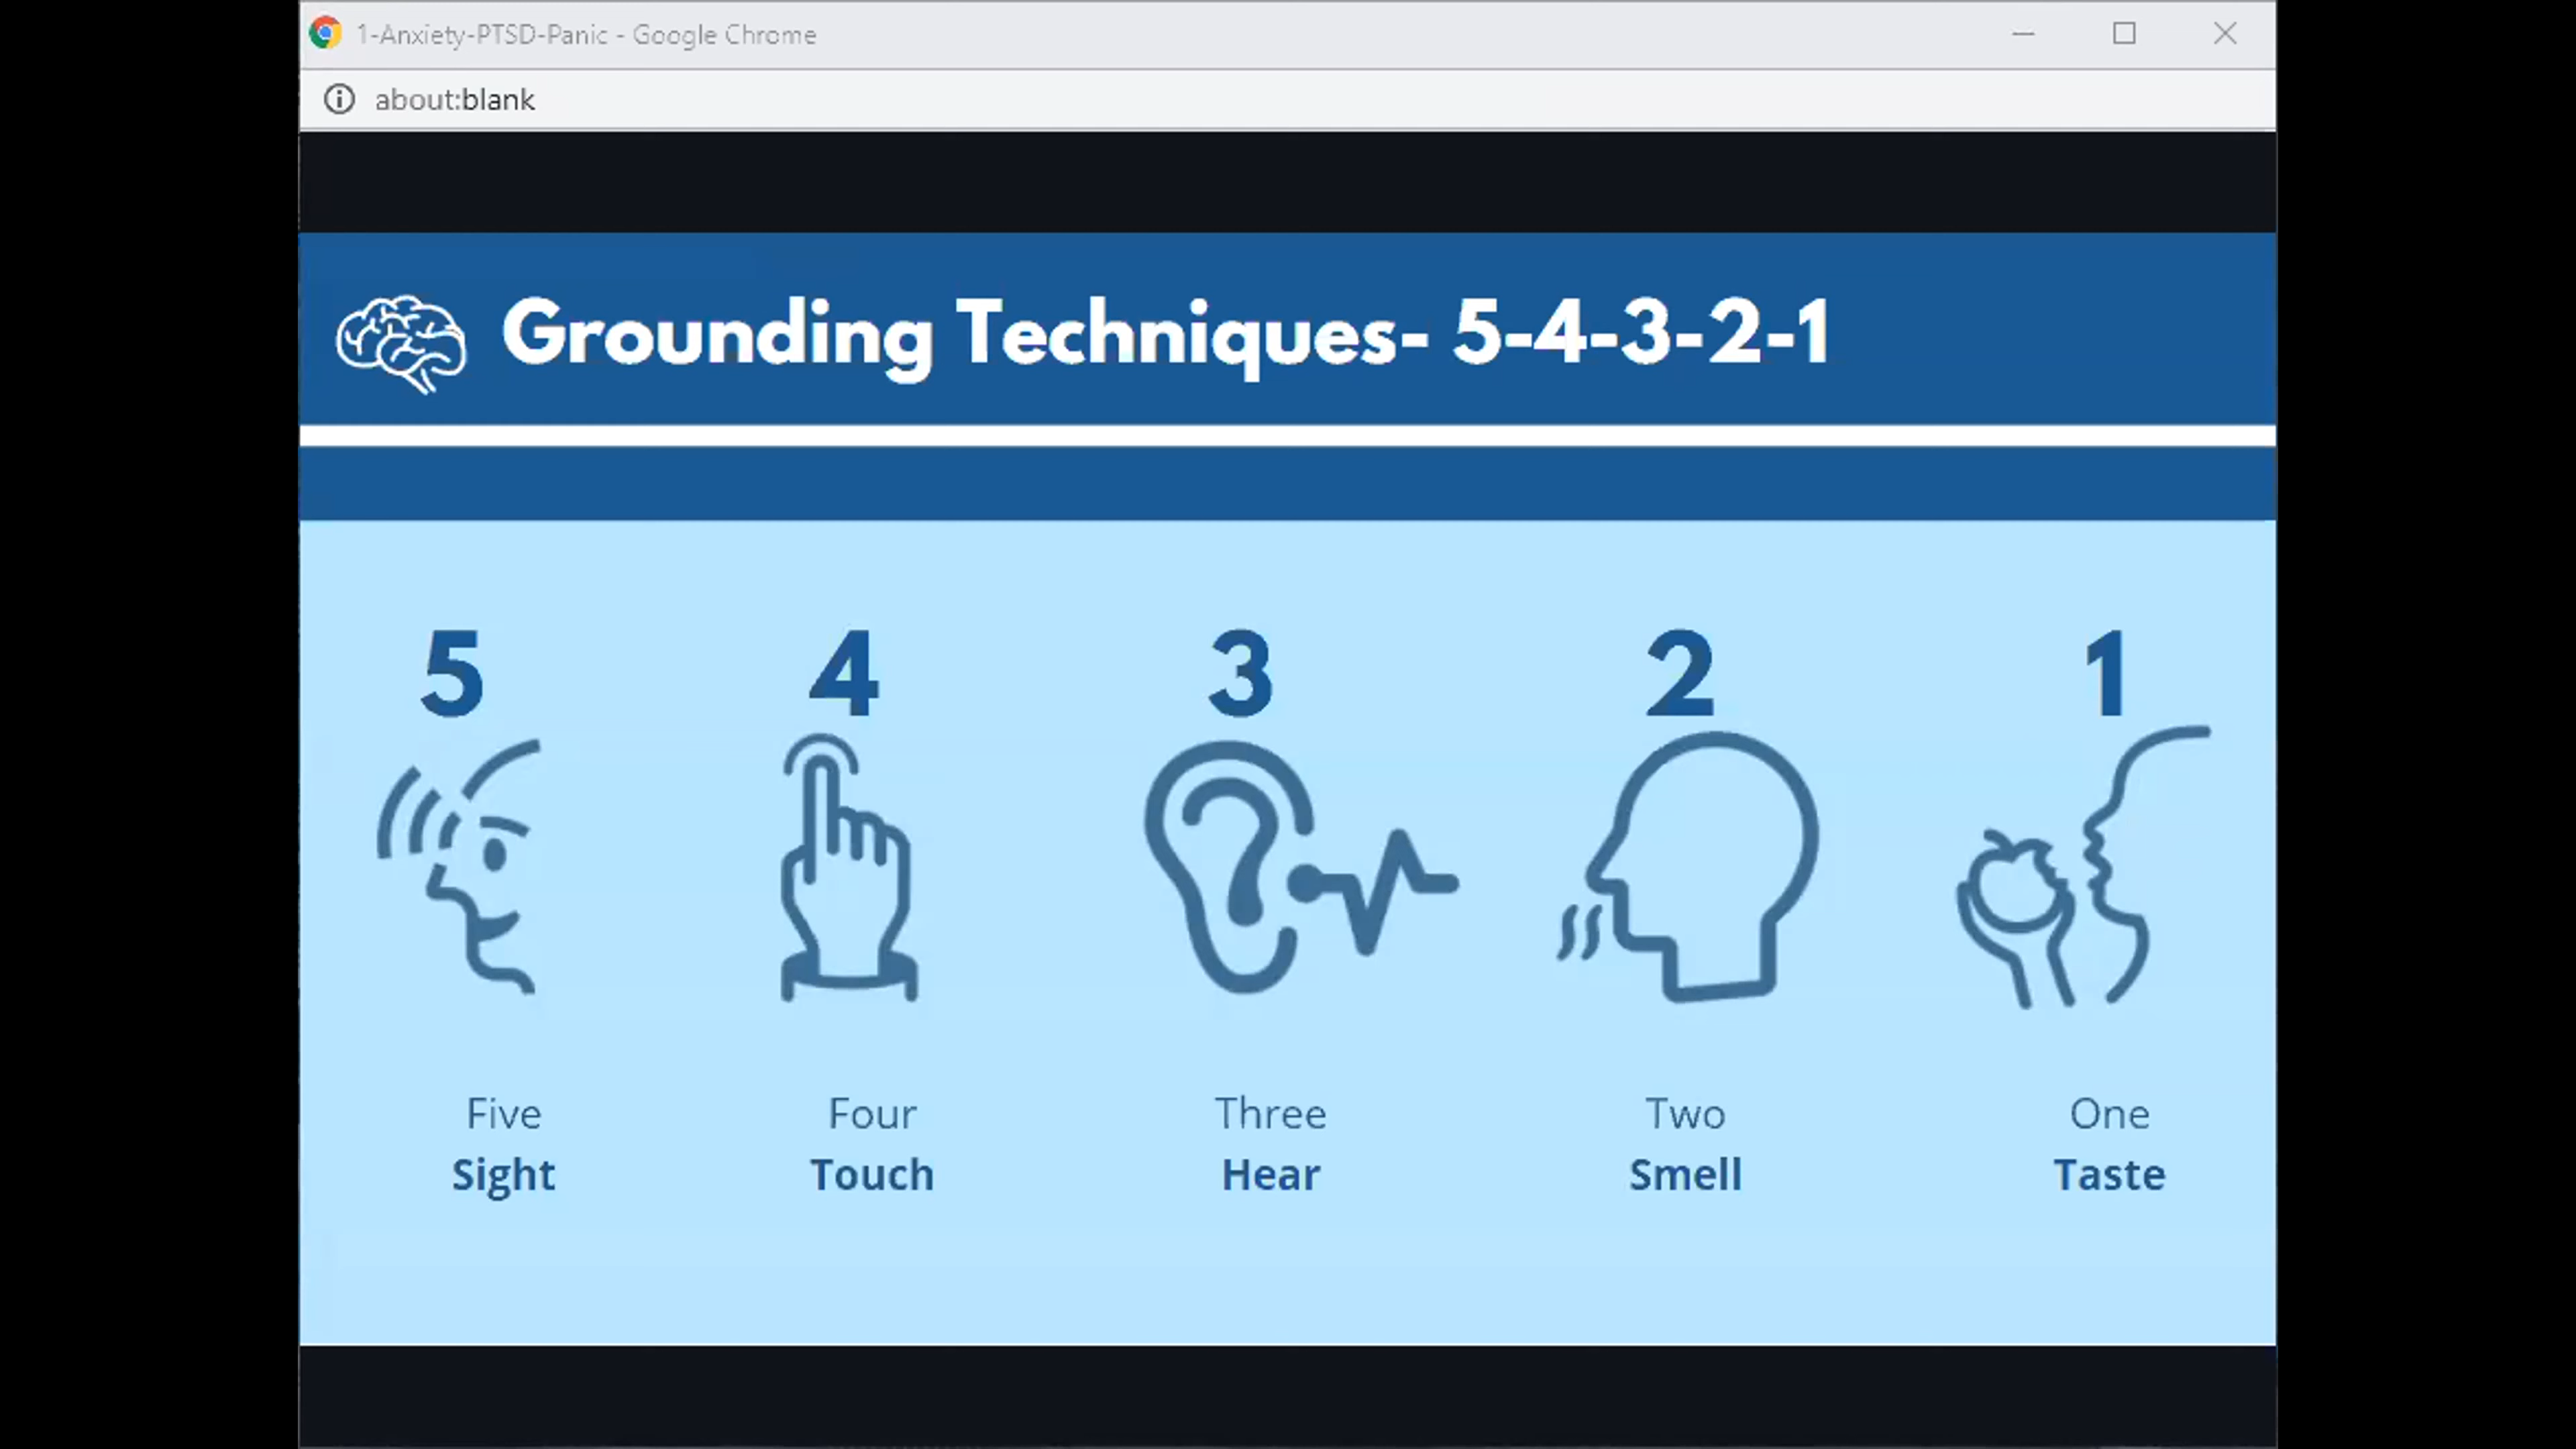 1-Anxiety-PTSD-Panic - Google Chrome
about:blank
Grounding Techniques- 5-4-3-2-1
5 4 3 2 1
Five Four Three Two One
Sight Touch Hear Smell Taste